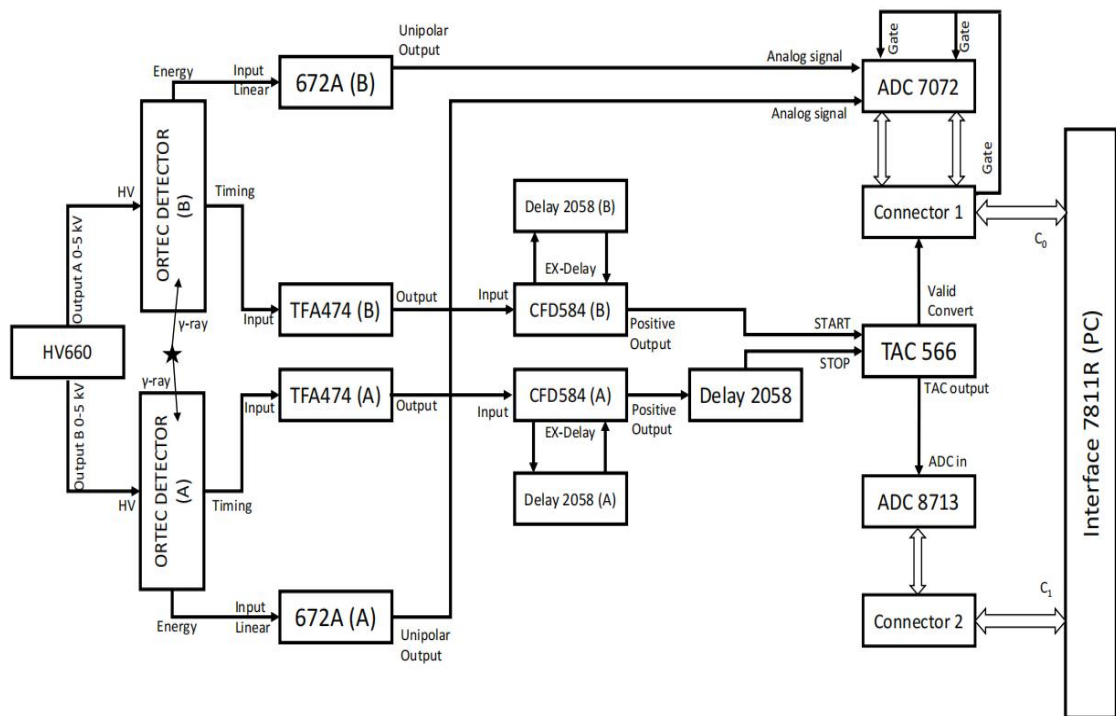 Unipolar
Output
Gate
Gate
Energy
Input
Linear
672A (B)
Analog signal
ADC 7072
Analog signal
Gate
HV
ORTEC DETECTOR
(B)
Timing
Delay 2058 (B)
Connector 1
C0
Output A 0-5 kV
EX-Delay
γ-ray
Input
TFA474 (B)
Output
Input
CFD584 (B)
Positive
Output
START
Valid
Convert
HV660
STOP
TAC 566
γ-ray
Input
TFA474 (A)
Output
Input
CFD584 (A)
Positive
Output
Delay 2058
TAC output
Output B 0-5 kV
EX-Delay
HV
ORTEC DETECTOR
(A)
Timing
Delay 2058 (A)
ADC in
ADC 8713
Interface 7811R (PC)
Energy
Input
Linear
672A (A)
Unipolar
Output
Connector 2
C1